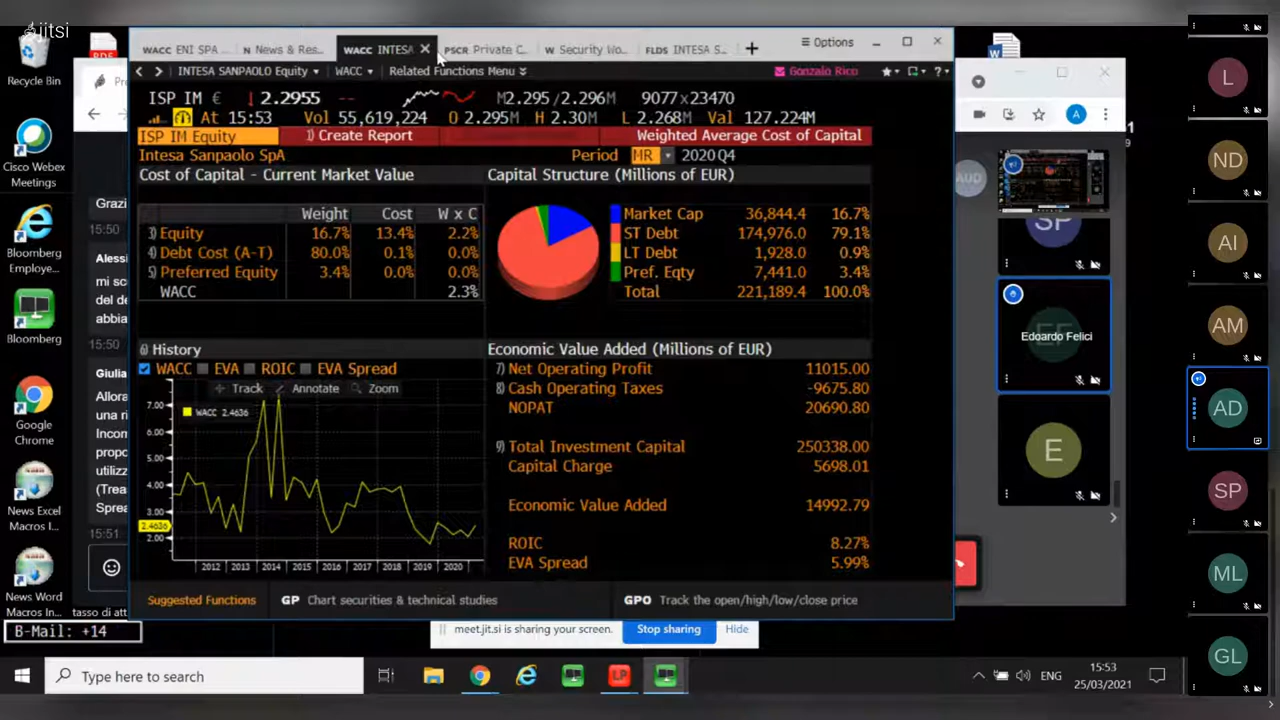 jitsi
Recycle Bin
Cisco Webex
Meetings
Bloomberg
Employe...
Bloomberg
Google
Chrome
News Excel
Macros I...
News Word
Macros In...
B-Mail: +14
WACC ENI SPA ...
N News & Res...
WACC INTESA
PSCR Private C...
W Security Wo...
FLDS INTESA S...
Options
INTESA SANPAOLO Equity
WACC
Related Functions Menu
Gonzalo Rico
ISP IM € 2.2955 -- M2.295/2.296M 9077x23470
At 15:53 Vol 55,619,224 O 2.295M H 2.30M L 2.268M Val 127.224M
ISP IM Equity 1) Create Report Weighted Average Cost of Capital
Intesa Sanpaolo SpA Period MR 2020 Q4
Cost of Capital - Current Market Value
Weight Cost W x C
3) Equity 16.7% 13.4% 2.2%
4) Debt Cost (A-T) 80.0% 0.1% 0.0%
5) Preferred Equity 3.4% 0.0% 0.0%
WACC 2.3%
Capital Structure (Millions of EUR)
Market Cap 36,844.4 16.7%
ST Debt 174,976.0 79.1%
LT Debt 1,928.0 0.9%
Pref. Eqty 7,441.0 3.4%
Total 221,189.4 100.0%
6) History
WACC EVA ROIC EVA Spread
Track Annotate Zoom
WACC 2.4636
7.00
6.00
5.00
4.00
3.00
2.4636
2.00
2012 2013 2014 2015 2016 2017 2018 2019 2020
Economic Value Added (Millions of EUR)
7) Net Operating Profit 11015.00
8) Cash Operating Taxes -9675.80
NOPAT 20690.80
9) Total Investment Capital 250338.00
Capital Charge 5698.01
Economic Value Added 14992.79
ROIC 8.27%
EVA Spread 5.99%
Suggested Functions GP Chart securities & technical studies GPO Track the open/high/low/close price
Grazi
15:50
Alessi
mi sc
del de
abbia
15:50
Giulia
Allora
una ri
Incor
propo
utiliz
(Trea
Sprea
15:51
tasso di att
meet.jit.si is sharing your screen. Stop sharing Hide
A
AUD
SP
EF
Edoardo Felici
E
L
ND
AI
AM
AD
SP
ML
GL
Type here to search
LP
ENG
15:53
25/03/2021